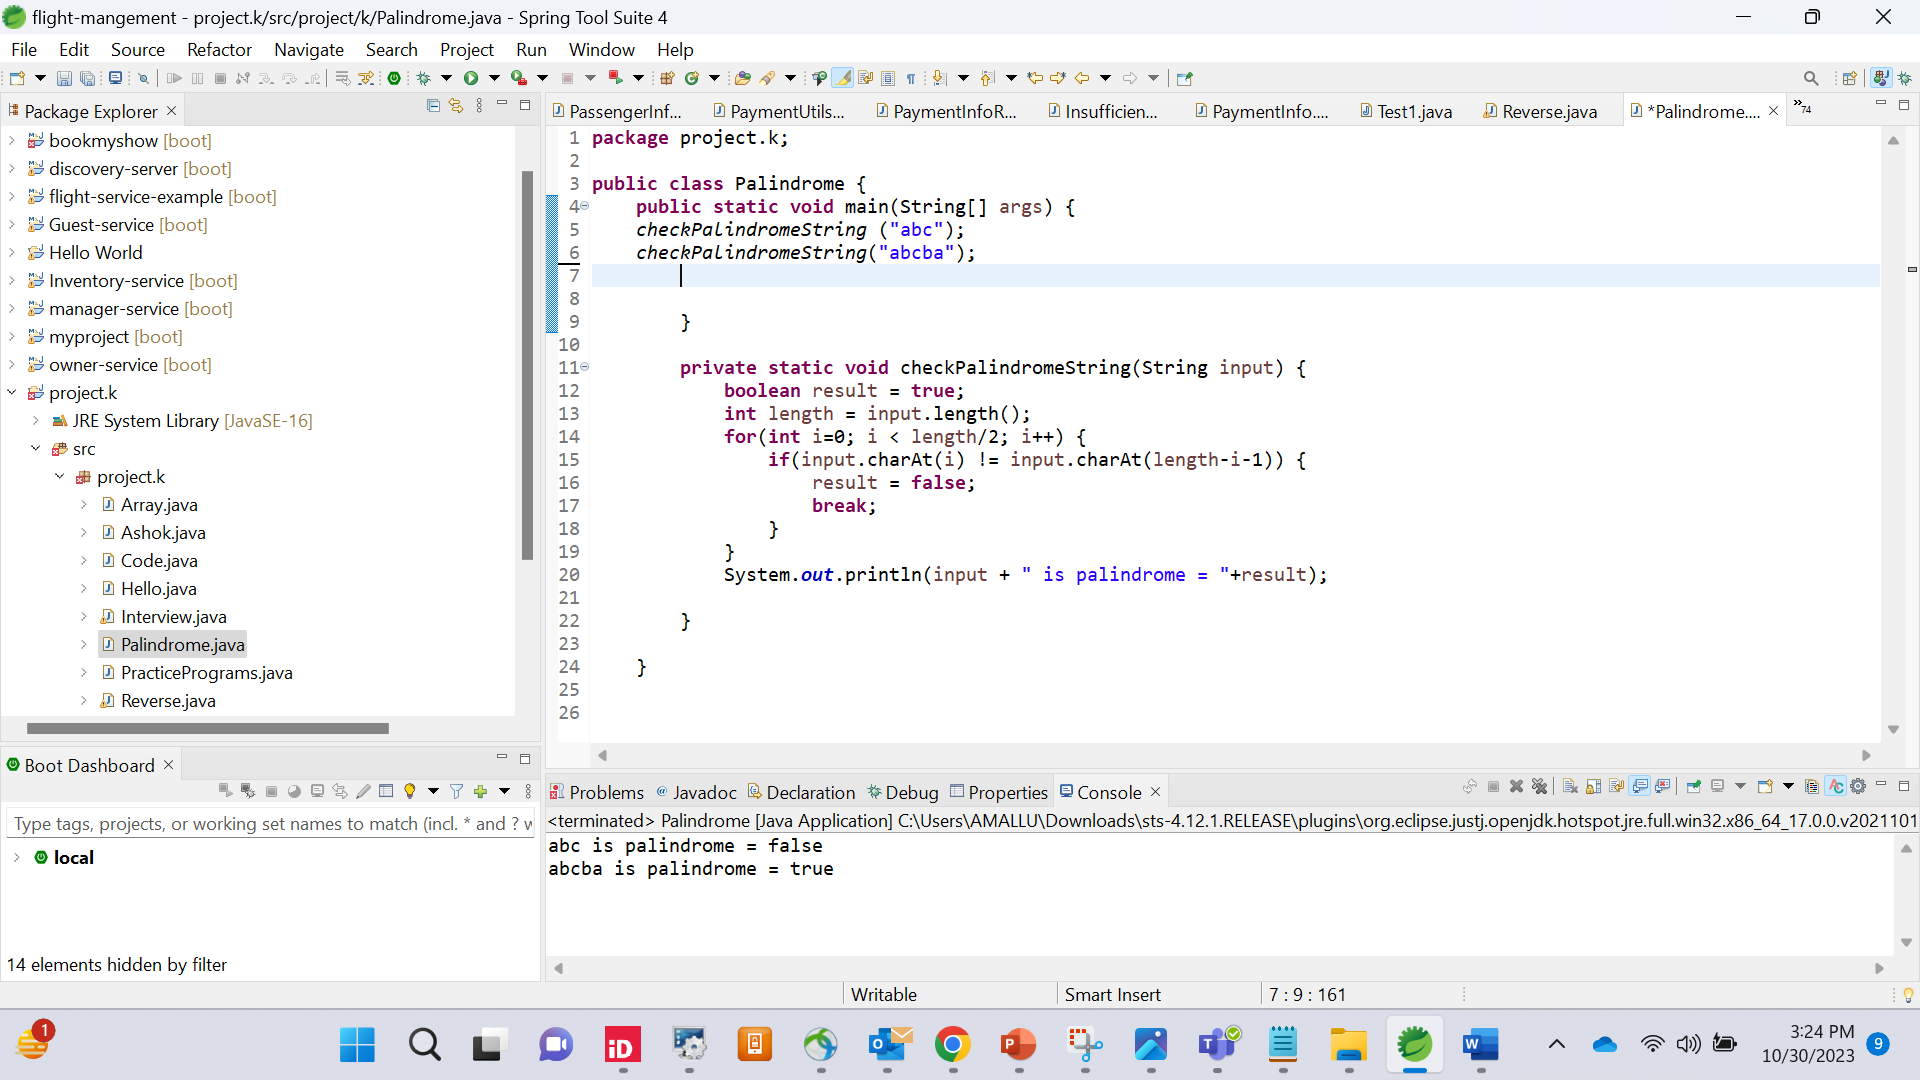 flight-mangement - project.k/src/project/k/Palindrome.java - Spring Tool Suite 4
File Edit Source Refactor Navigate Search Project Run Window Help
Package Explorer
bookmyshow [boot]
discovery-server [boot]
flight-service-example [boot]
Guest-service [boot]
Hello World
Inventory-service [boot]
manager-service [boot]
myproject [boot]
owner-service [boot]
project.k
JRE System Library [JavaSE-16]
src
project.k
Array.java
Ashok.java
Code.java
Hello.java
Interview.java
Palindrome.java
PracticePrograms.java
Reverse.java
PassengerInf... PaymentUtils... PaymentInfoR... Insufficien... PaymentInfo.... Test1.java Reverse.java *Palindrome.... »74
1 package project.k;
2
3 public class Palindrome {
4 public static void main(String[] args) {
5 checkPalindromeString ("abc");
6 checkPalindromeString("abcba");
7
8
9 }
10
11 private static void checkPalindromeString(String input) {
12 boolean result = true;
13 int length = input.length();
14 for(int i=0; i < length/2; i++) {
15 if(input.charAt(i) != input.charAt(length-i-1)) {
16 result = false;
17 break;
18 }
19 }
20 System.out.println(input + " is palindrome = "+result);
21
22 }
23
24 }
25
26
Boot Dashboard
Type tags, projects, or working set names to match (incl. * and ? w
local
14 elements hidden by filter
Problems Javadoc Declaration Debug Properties Console
<terminated> Palindrome [Java Application] C:\Users\AMALLU\Downloads\sts-4.12.1.RELEASE\plugins\org.eclipse.justj.openjdk.hotspot.jre.full.win32.x86_64_17.0.0.v2021101
abc is palindrome = false
abcba is palindrome = true
Writable Smart Insert 7 : 9 : 161
1
iD
3:24 PM
10/30/2023
9